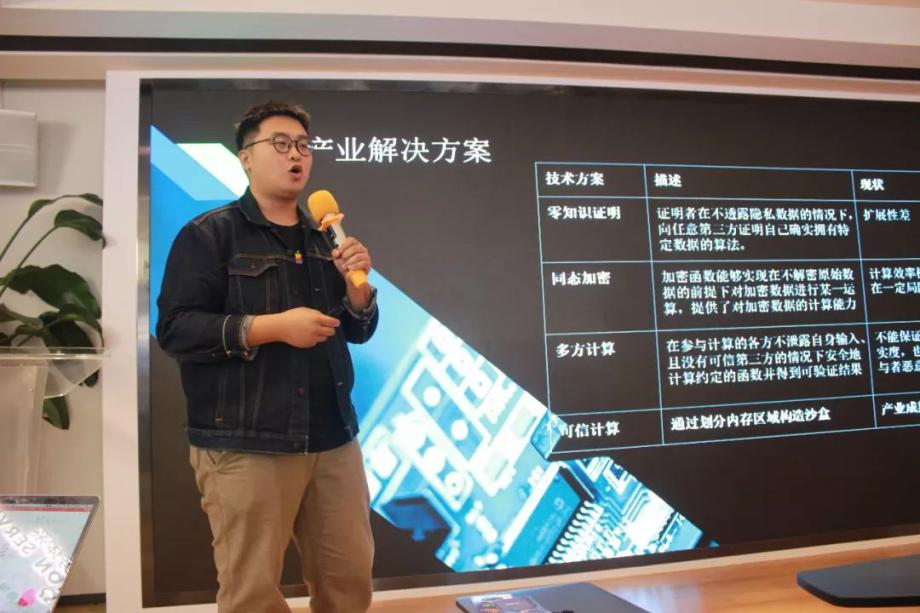 产业解决方案
技术方案
描述
现状
零知识证明
证明者在不透露隐私数据的情况下，
向任意第三方证明自己确实拥有特
定数据的算法。
扩展性差
同态加密
加密函数能够实现在不解密原始数
据的前提下对加密数据进行某一运
算，提供了对加密数据的计算能力
计算效率
在一定局
多方计算
在参与计算的各方不泄露自身输入、
且没有可信第三方的情况下安全地
计算约定的函数并得到可验证结果
不能保证
实度，
与者恶
可信计算
通过划分内存区域构造沙盒
产业成